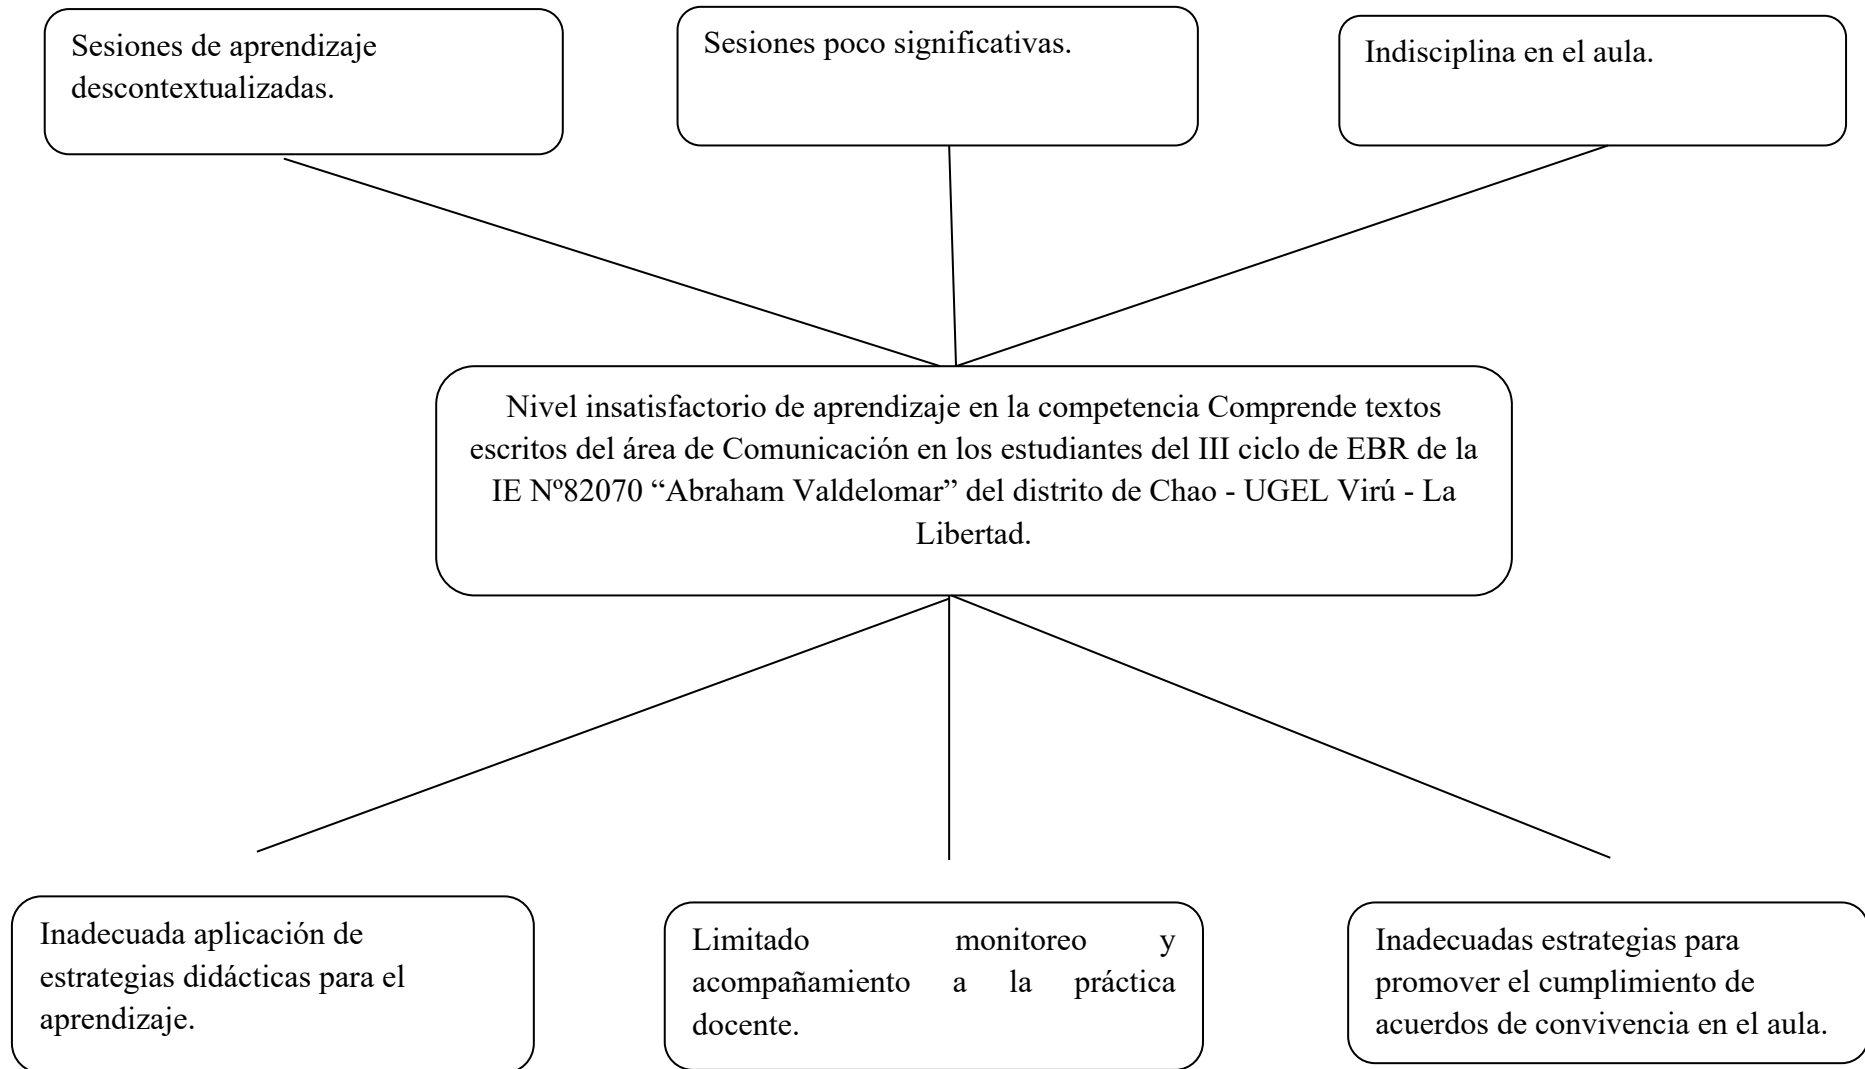 Sesiones de aprendizaje
descontextualizadas.
Sesiones poco significativas.
Indisciplina en el aula.
Nivel insatisfactorio de aprendizaje en la competencia Comprende textos
escritos del área de Comunicación en los estudiantes del III ciclo de EBR de la
IE Nº82070 “Abraham Valdelomar” del distrito de Chao - UGEL Virú - La
Libertad.
Inadecuada aplicación de
estrategias didácticas para el
aprendizaje.
Limitado monitoreo y
acompañamiento a la práctica
docente.
Inadecuadas estrategias para
promover el cumplimiento de
acuerdos de convivencia en el aula.